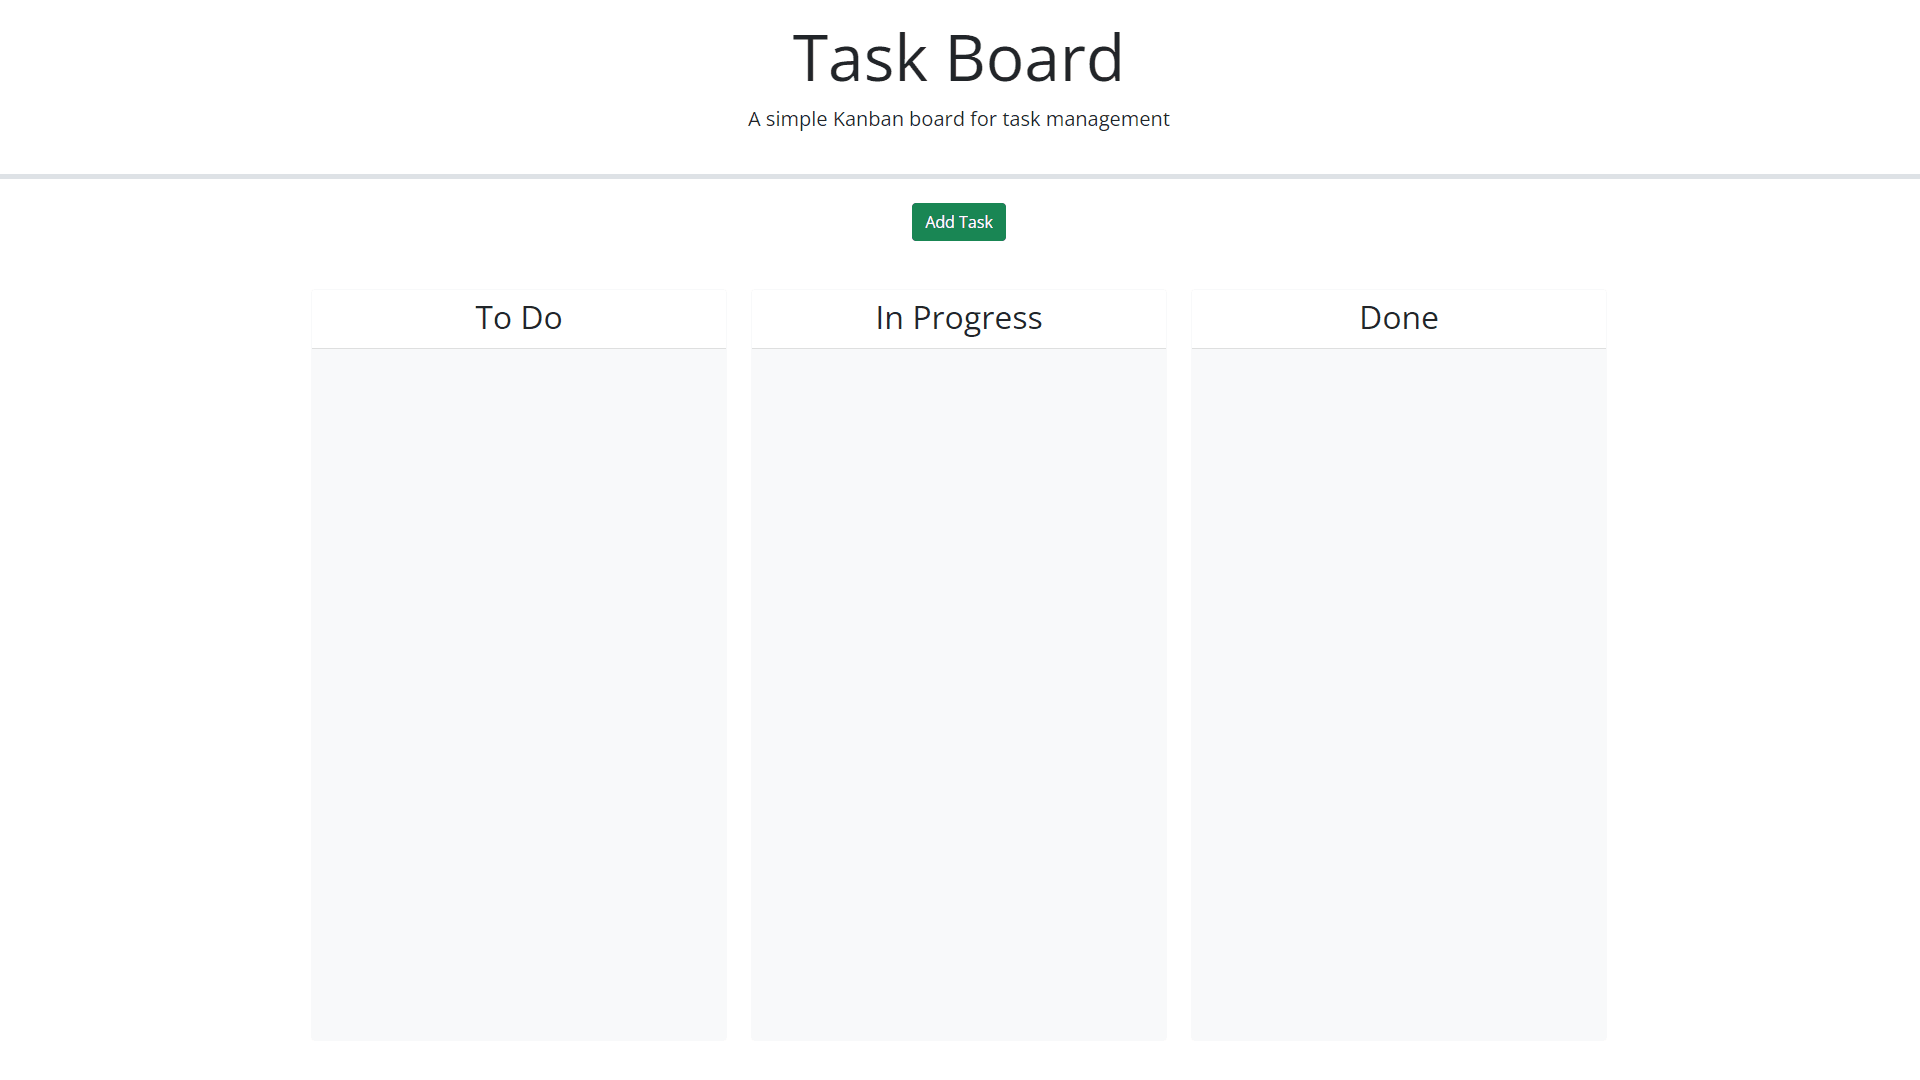 Task Board
A simple Kanban board for task management
Add Task
To Do
In Progress
Done